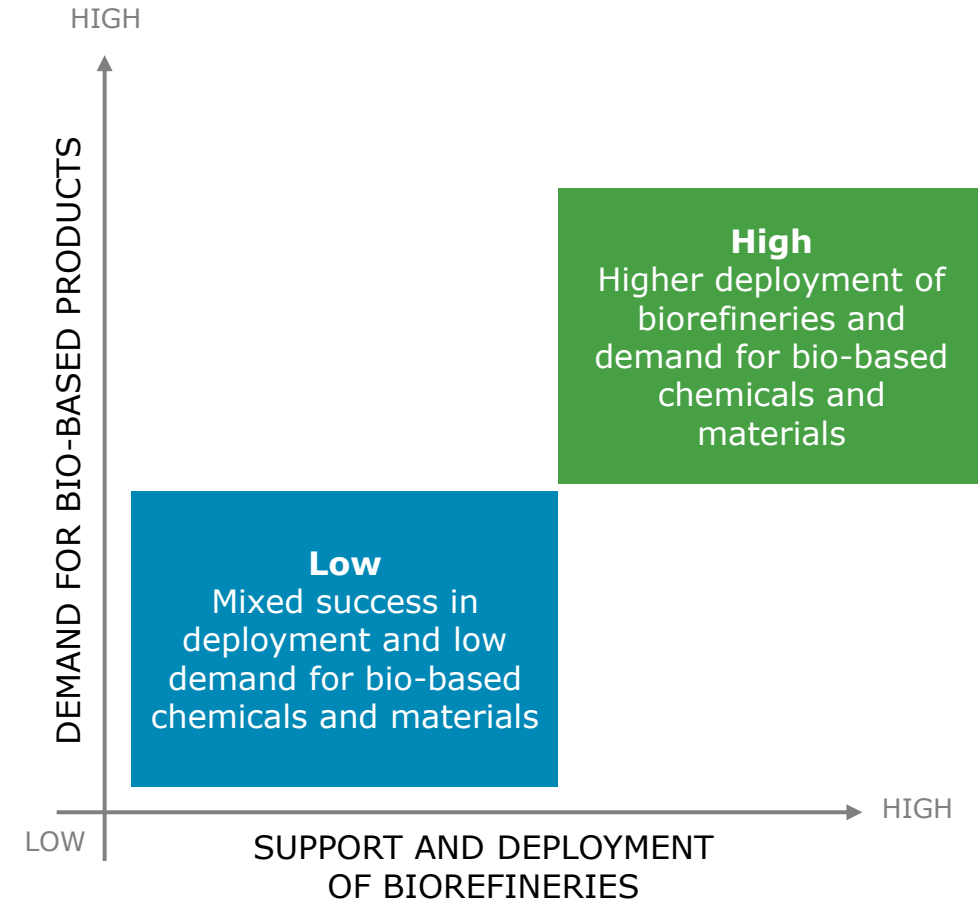 HIGH
DEMAND FOR BIO-BASED PRODUCTS
High
Higher deployment of
biorefineries and
demand for bio-based
chemicals and
materials
Low
Mixed success in
deployment and low
demand for bio-based
chemicals and materials
HIGH
LOW
SUPPORT AND DEPLOYMENT
OF BIOREFINERIES